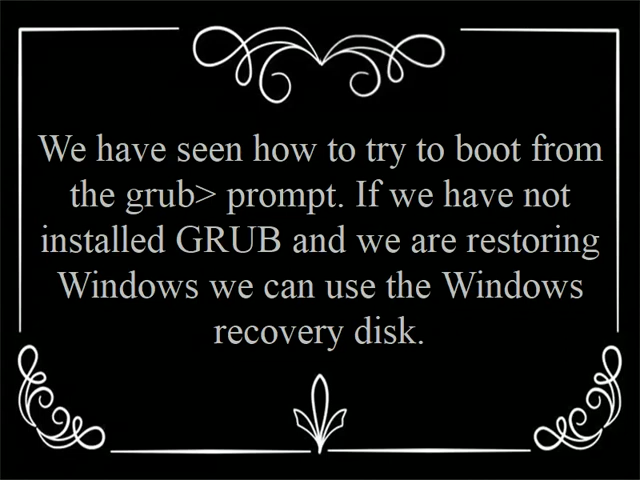 We have seen how to try to boot from
the grub> prompt. If we have not
installed GRUB and we are restoring
Windows we can use the Windows
recovery disk.